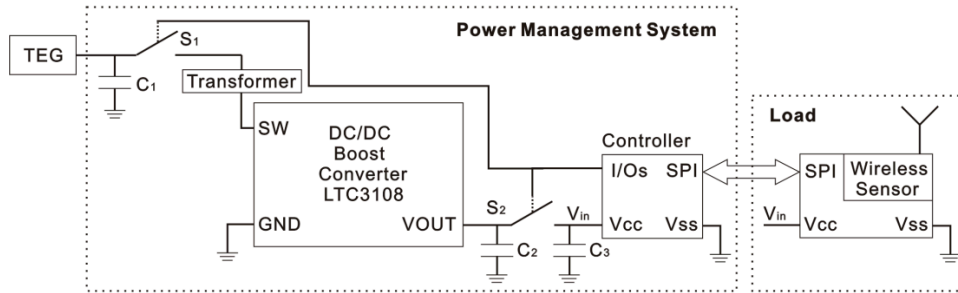 Power Management System
TEG
S1
C1
Transformer
SW
DC/DC
Boost
Converter
LTC3108
GND
VOUT
S2
C2
Vin
C3
Controller
I/Os SPI
Vcc Vss
Load
SPI
Wireless
Sensor
Vin
Vcc Vss